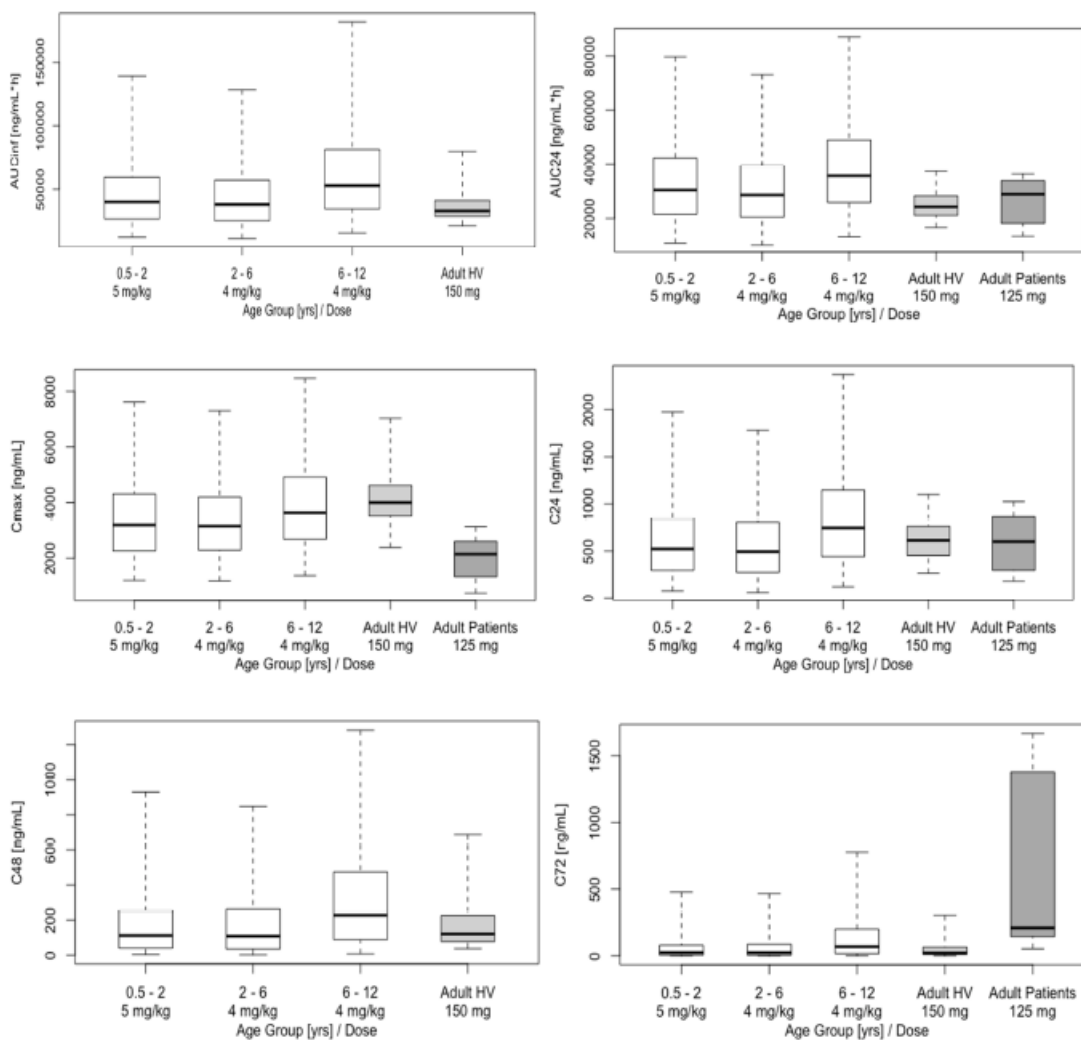 AUCinf [ng/mL*h]
150000
100000
50000
0.5 - 2 2 - 6 6 - 12 Adult HV
5 mg/kg 4 mg/kg 4 mg/kg 150 mg
Age Group [yrs] / Dose
AUC24 [ng/mL*h]
80000
60000
40000
20000
0.5 - 2 2 - 6 6 - 12 Adult HV Adult Patients
5 mg/kg 4 mg/kg 4 mg/kg 150 mg 125 mg
Age Group [yrs] / Dose
Cmax [ng/mL]
8000
6000
4000
2000
0.5 - 2 2 - 6 6 - 12 Adult HV Adult Patients
5 mg/kg 4 mg/kg 4 mg/kg 150 mg 125 mg
Age Group [yrs] / Dose
C24 [ng/mL]
2000
1500
1000
500
0
0.5 - 2 2 - 6 6 - 12 Adult HV Adult Patients
5 mg/kg 4 mg/kg 4 mg/kg 150 mg 125 mg
Age Group [yrs] / Dose
C48 [ng/mL]
1000
600
200
0
0.5 - 2 2 - 6 6 - 12 Adult HV
5 mg/kg 4 mg/kg 4 mg/kg 150 mg
Age Group [yrs] / Dose
C72 [ng/mL]
1500
1000
500
0
0.5 - 2 2 - 6 6 - 12 Adult HV Adult Patients
5 mg/kg 4 mg/kg 4 mg/kg 150 mg 125 mg
Age Group [yrs] / Dose